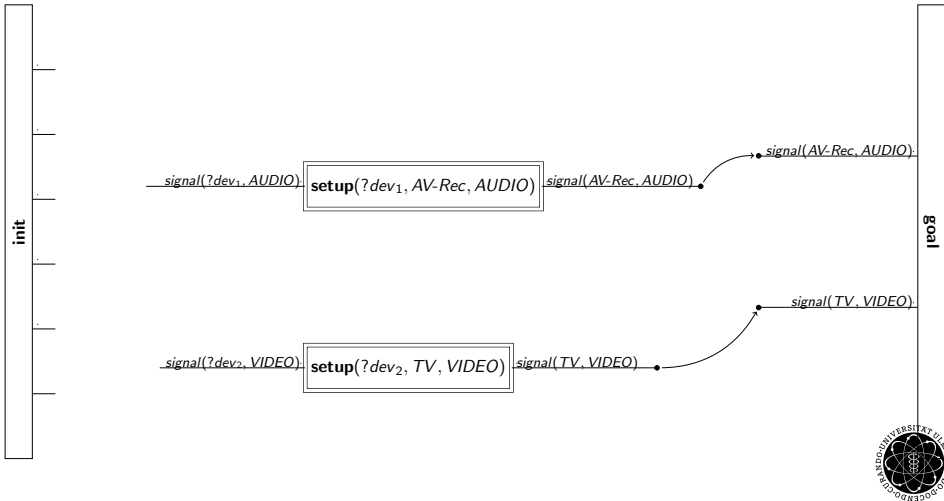 init
signal(?dev₁, AUDIO)
setup(?dev₁, AV-Rec, AUDIO)
signal(AV-Rec, AUDIO)
signal(AV-Rec, AUDIO)
signal(?dev₂, VIDEO)
setup(?dev₂, TV, VIDEO)
signal(TV, VIDEO)
signal(TV, VIDEO)
goal